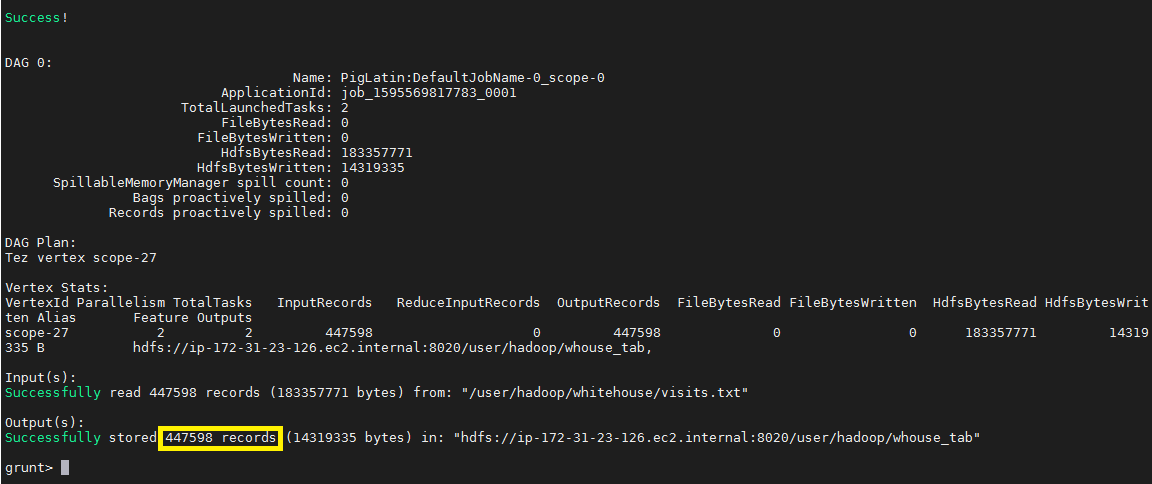 Success!
DAG 0:
Name: PigLatin:DefaultJobName-0_scope-0
ApplicationId: job_1595569817783_0001
TotalLaunchedTasks: 2
FileBytesRead: 0
FileBytesWritten: 0
HdfsBytesRead: 183357771
HdfsBytesWritten: 14319335
SpillableMemoryManager spill count: 0
Bags proactively spilled: 0
Records proactively spilled: 0
DAG Plan:
Tez vertex scope-27
Vertex Stats:
VertexId Parallelism TotalTasks InputRecords ReduceInputRecords OutputRecords FileBytesRead FileBytesWritten HdfsBytesRead HdfsBytesWrit
ten Alias Feature Outputs
scope-27 2 2 447598 0 447598 0 0 183357771 14319
335 B hdfs://ip-172-31-23-126.ec2.internal:8020/user/hadoop/whouse_tab,
Input(s):
Successfully read 447598 records (183357771 bytes) from: "/user/hadoop/whitehouse/visits.txt"
Output(s):
Successfully stored 447598 records (14319335 bytes) in: "hdfs://ip-172-31-23-126.ec2.internal:8020/user/hadoop/whouse_tab"
grunt>